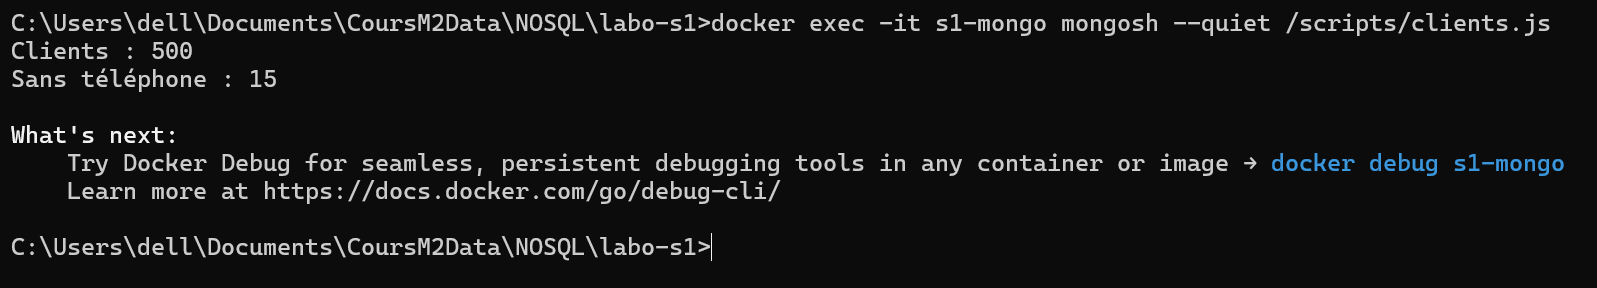 C:\Users\dell\Documents\CoursM2Data\NOSQL\labo-s1>docker exec -it s1-mongo mongosh --quiet /scripts/clients.js
Clients : 500
Sans téléphone : 15
What's next:
Try Docker Debug for seamless, persistent debugging tools in any container or image → docker debug s1-mongo
Learn more at https://docs.docker.com/go/debug-cli/
C:\Users\dell\Documents\CoursM2Data\NOSQL\labo-s1>